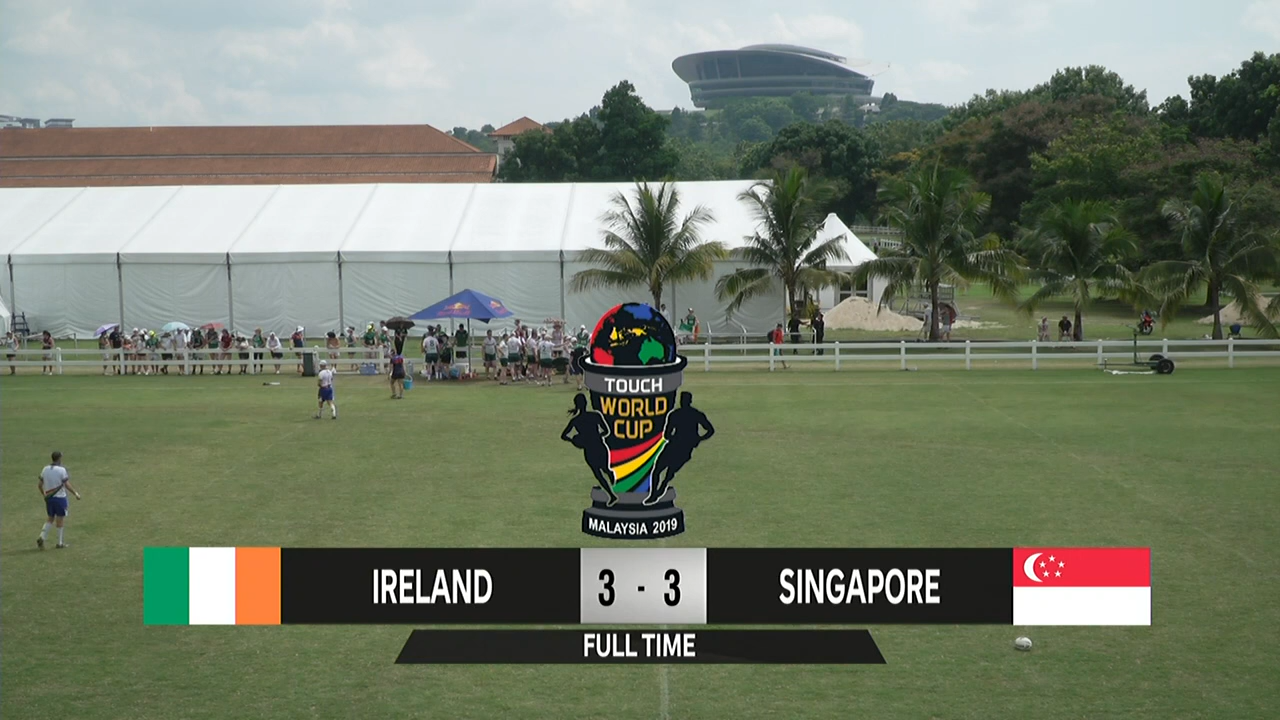 TOUCH
WORLD
CUP
MALAYSIA 2019
IRELAND 3 - 3 SINGAPORE
FULL TIME